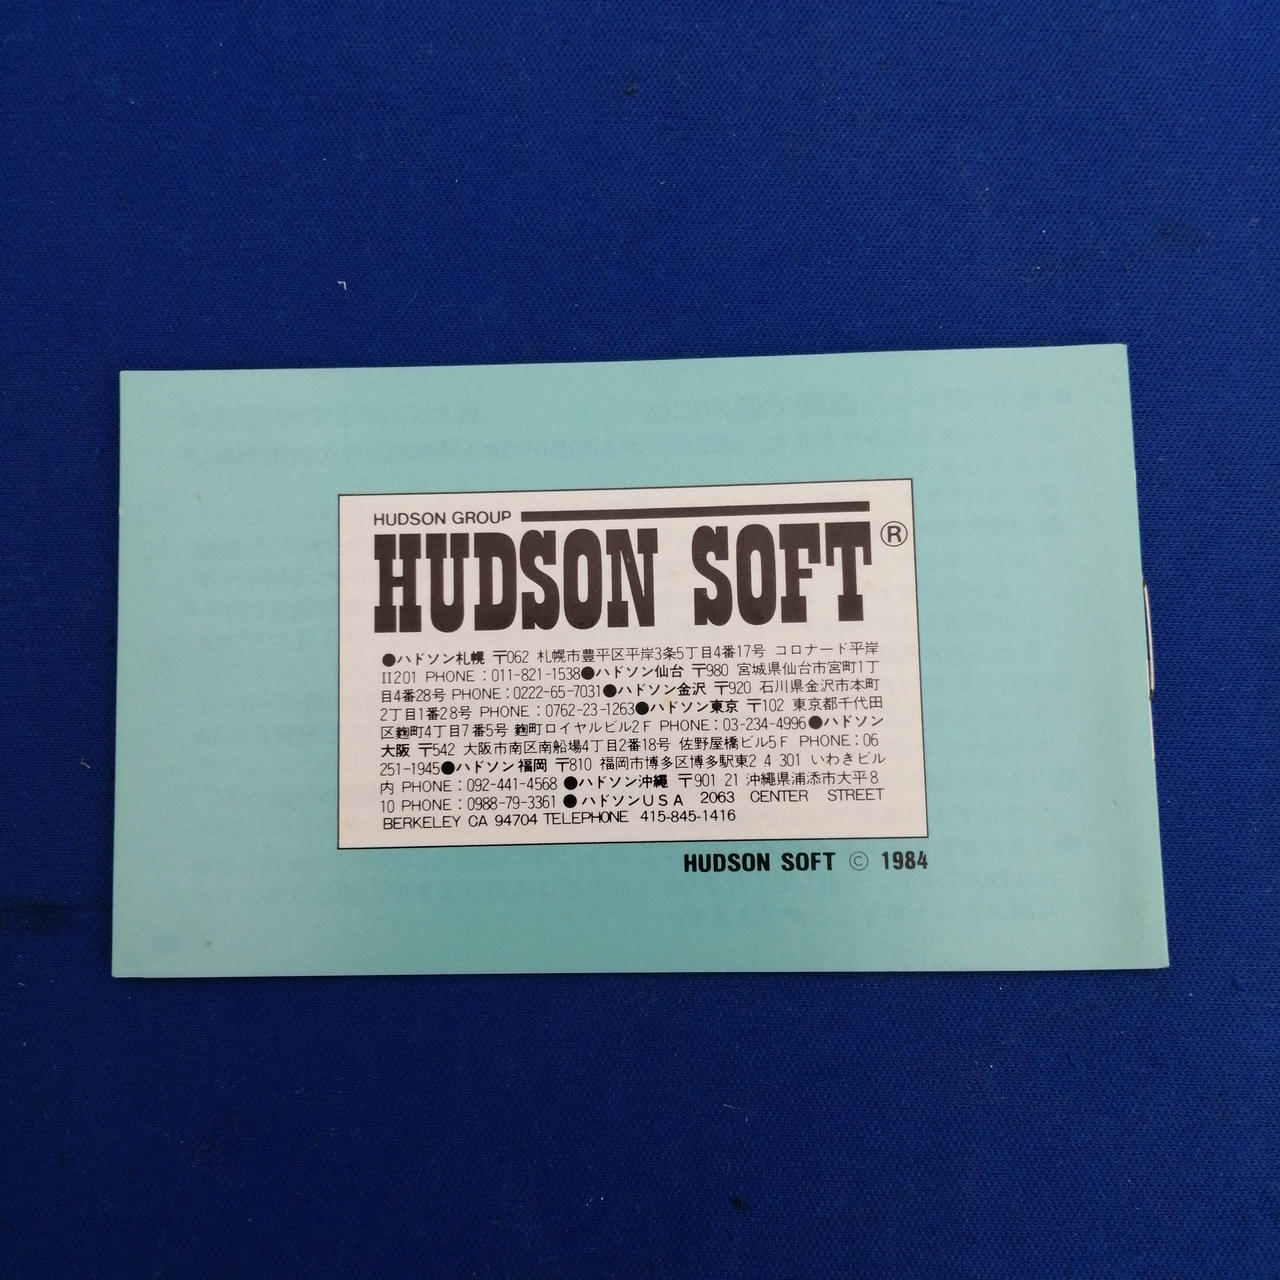 HUDSON GROUP
HUDSON SOFT®
●ハドソン札幌 〒062 札幌市豊平区平岸3条5丁目4番17号 コロナード平岸
II201 PHONE：011-821-1538●ハドソン仙台 〒980 宮城県仙台市宮町1丁
目4番28号 PHONE：0222-65-7031●ハドソン金沢 〒920 石川県金沢市本町
2丁目1番28号 PHONE：0762-23-1263●ハドソン東京 〒102 東京都千代田
区麴町4丁目7番5号 麴町ロイヤルビル2F PHONE：03-234-4996●ハドソン
大阪 〒542 大阪市南区南船場4丁目2番18号 佐野屋橋ビル5F PHONE：06
251-1945●ハドソン福岡 〒810 福岡市博多区博多駅東2 4 301 いわきビル
内 PHONE：092-441-4568 ●ハドソン沖縄 〒901 21 沖縄県浦添市大平8
10 PHONE：0988-79-3361 ●ハドソンUSA 2063 CENTER STREET
BERKELEY CA 94704 TELEPHONE 415-845-1416
HUDSON SOFT © 1984